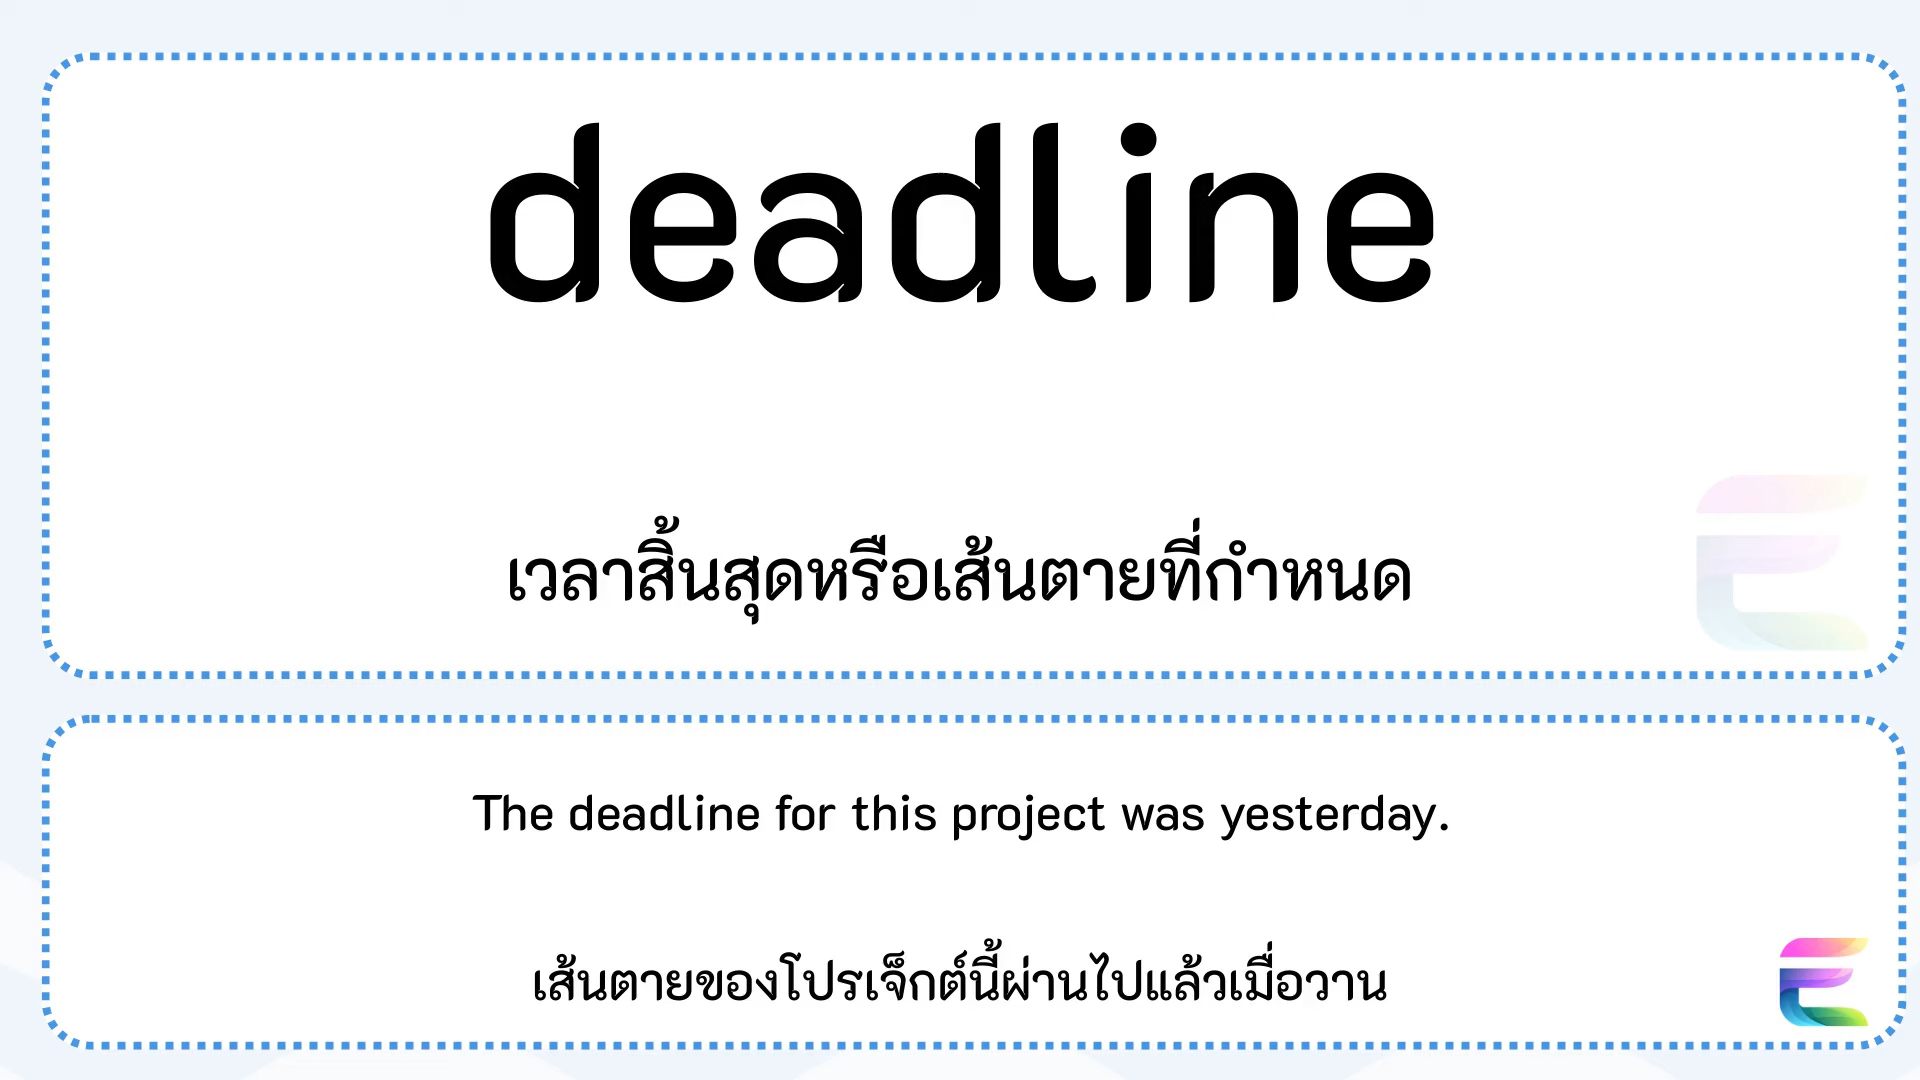 deadline
เวลาสิ้นสุดหรือเส้นตายที่กำหนด
The deadline for this project was yesterday.
เส้นตายของโปรเจ็กต์นี้ผ่านไปแล้วเมื่อวาน